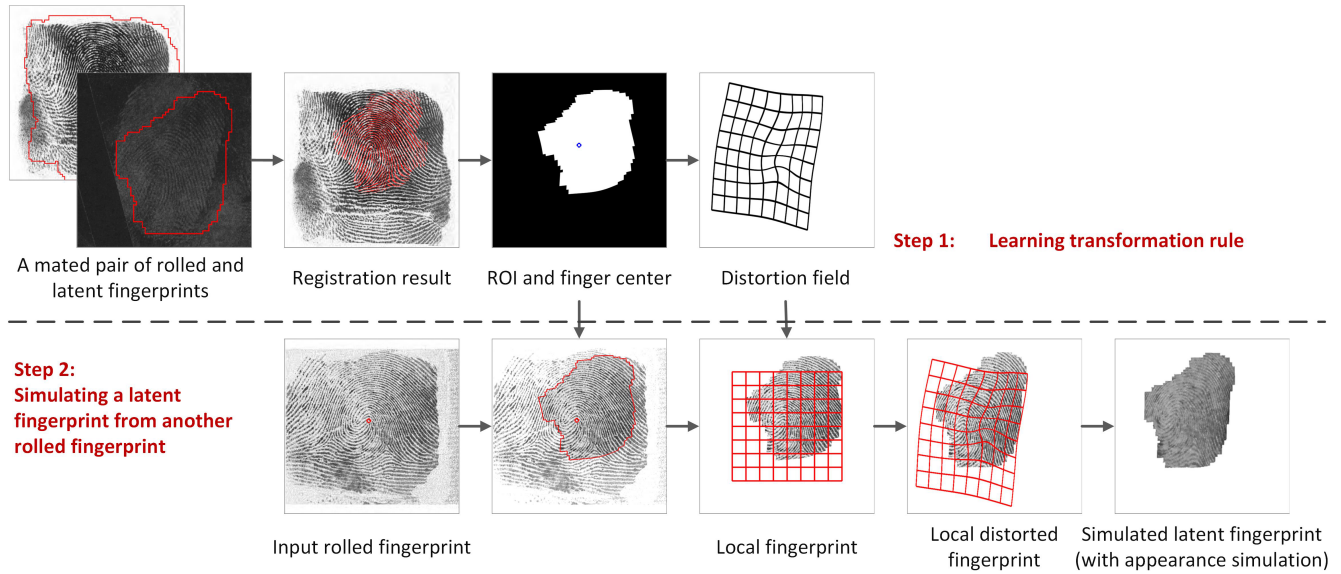 A mated pair of rolled and
latent fingerprints
Registration result
ROI and finger center
Distortion field
Step 1: Learning transformation rule
Step 2:
Simulating a latent
fingerprint from another
rolled fingerprint
Input rolled fingerprint
Local fingerprint
Local distorted
fingerprint
Simulated latent fingerprint
(with appearance simulation)